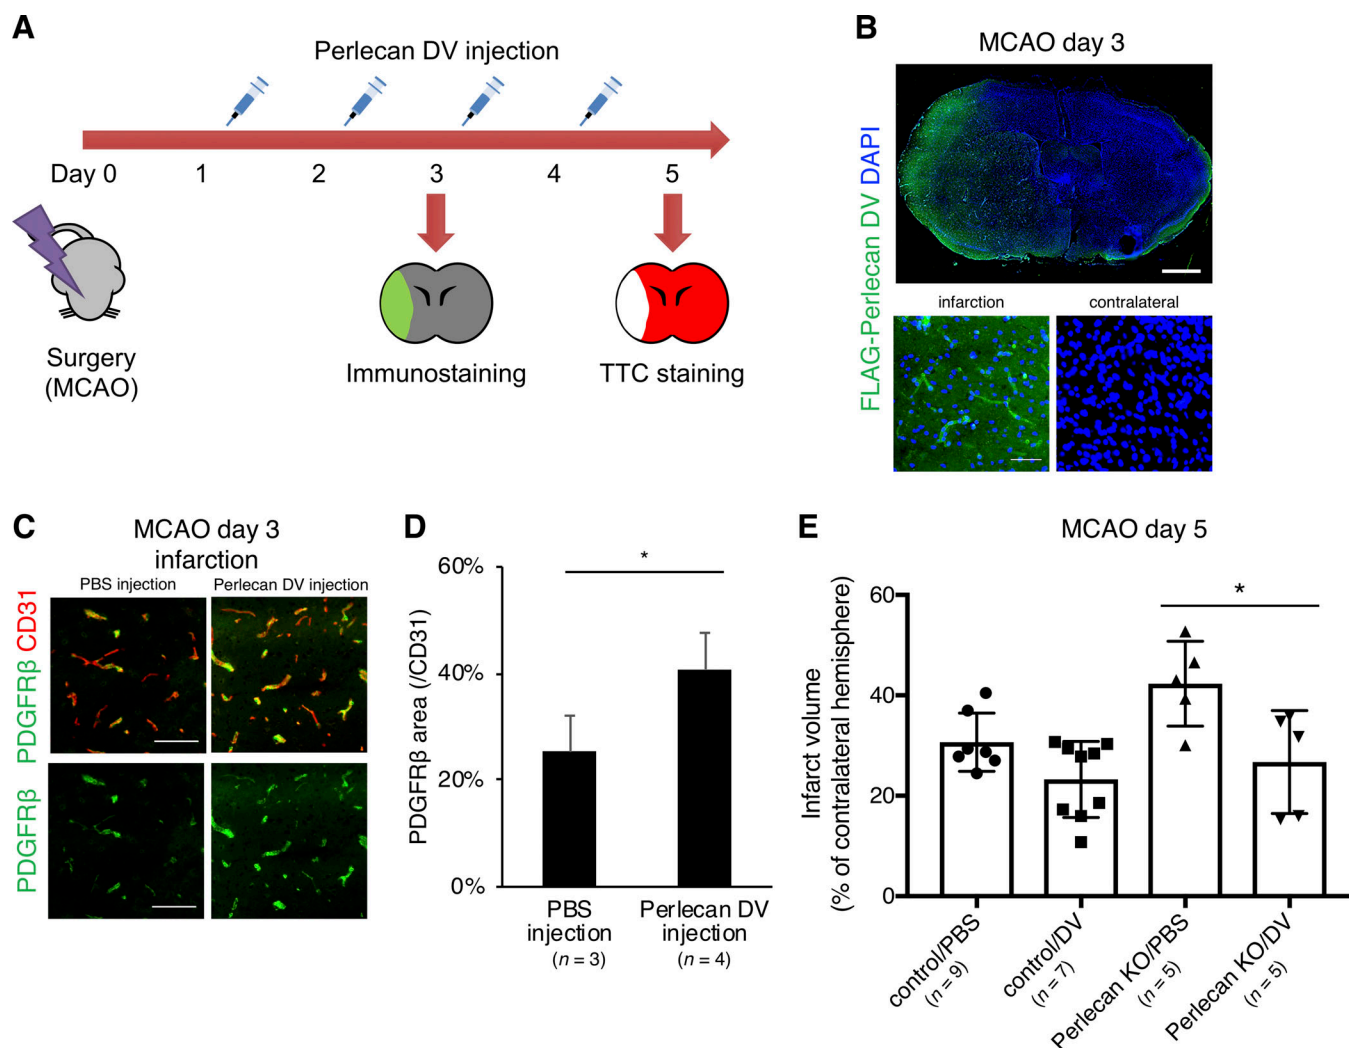 A
Perlecan DV injection
Day 0 1 2 3 4 5
Surgery
(MCAO)
Immunostaining
TTC staining
B
MCAO day 3
FLAG-Perlecan DV DAPI
infarction contralateral
C
MCAO day 3
infarction
PBS injection Perlecan DV injection
PDGFRβ CD31
PDGFRβ
D
60%
40%
20%
0%
*
PDGFRβ area (/CD31)
PBS
injection
(n = 3)
Perlecan DV
injection
(n = 4)
E
MCAO day 5
60
40
20
0
*
Infarct volume
(% of contralateral hemisphere)
control/PBS
(n = 9)
control/DV
(n = 7)
Perlecan KO/PBS
(n = 5)
Perlecan KO/DV
(n = 5)